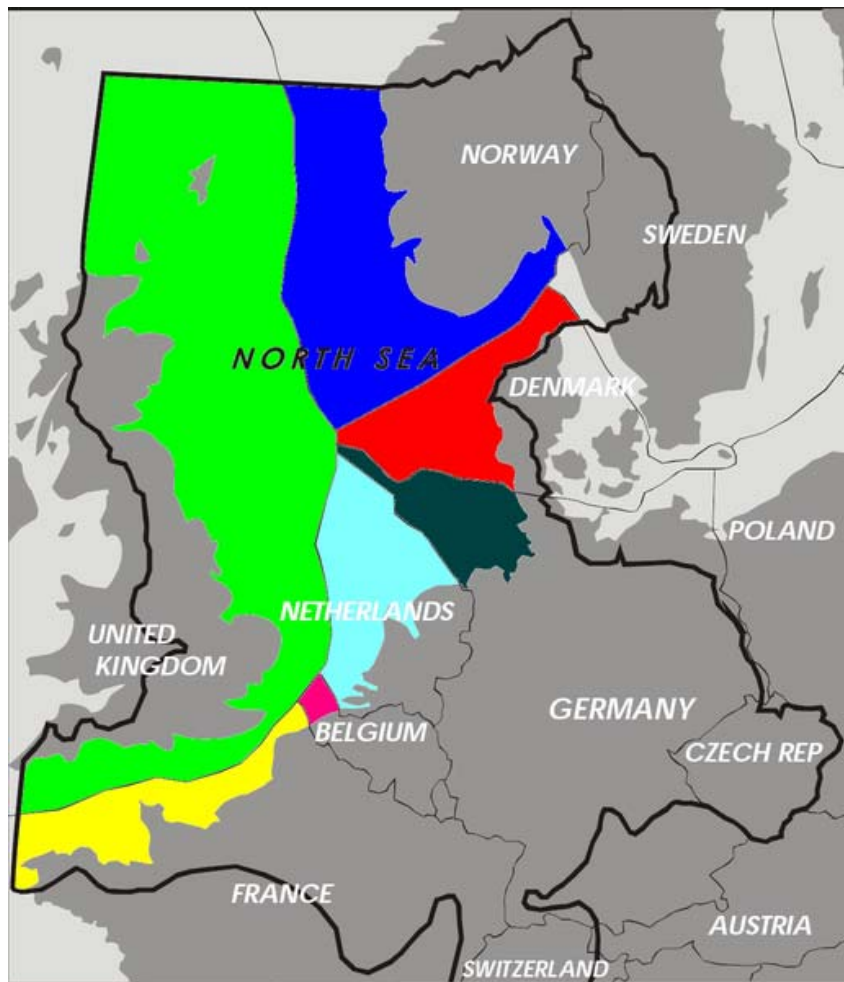 NORWAY
SWEDEN
NORTH SEA
DENMARK
POLAND
NETHERLANDS
UNITED
KINGDOM
GERMANY
BELGIUM
CZECH REP
FRANCE
AUSTRIA
SWITZERLAND